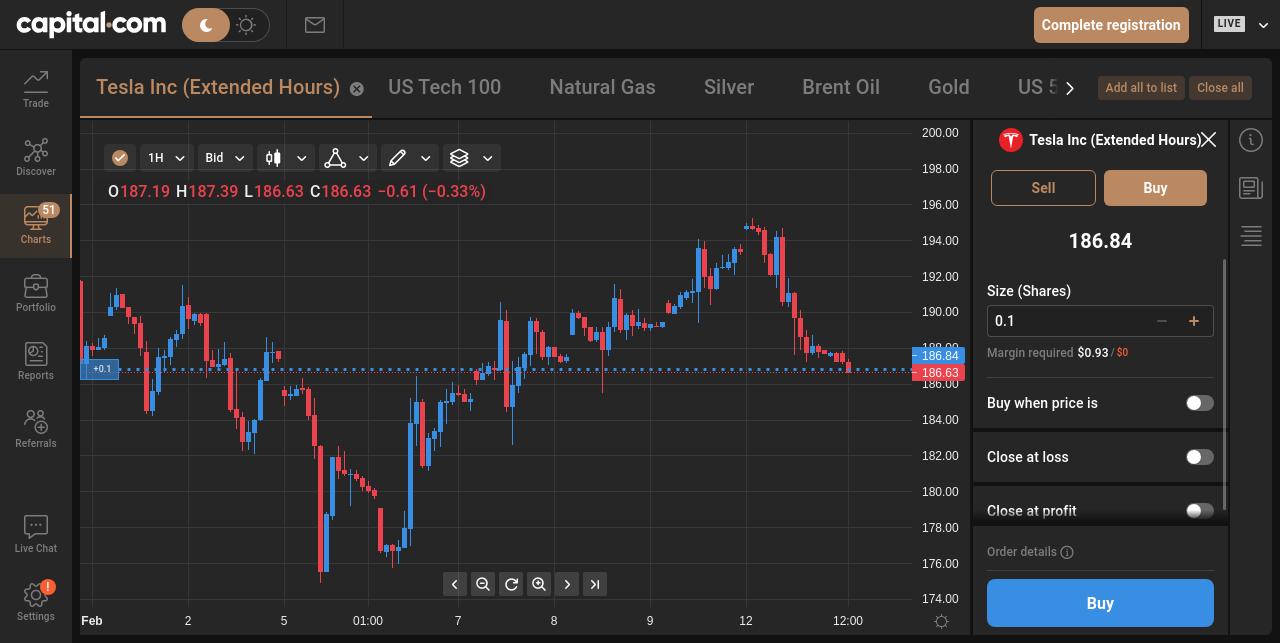 capital.com
Complete registration
LIVE
Trade
Discover
51
Charts
Portfolio
Reports
Referrals
Live Chat
!
Settings
Tesla Inc (Extended Hours)
US Tech 100
Natural Gas
Silver
Brent Oil
Gold
US 5
Add all to list
Close all
1H
Bid
O187.19 H187.39 L186.63 C186.63 −0.61 (−0.33%)
+0.1
200.00
198.00
196.00
194.00
192.00
190.00
188.00
186.84
186.63
186.00
184.00
182.00
180.00
178.00
176.00
174.00
Feb
2
5
01:00
7
8
9
12
12:00
Tesla Inc (Extended Hours)
Sell
Buy
186.84
Size (Shares)
0.1
Margin required $0.93 / $0
Buy when price is
Close at loss
Close at profit
Order details
Buy